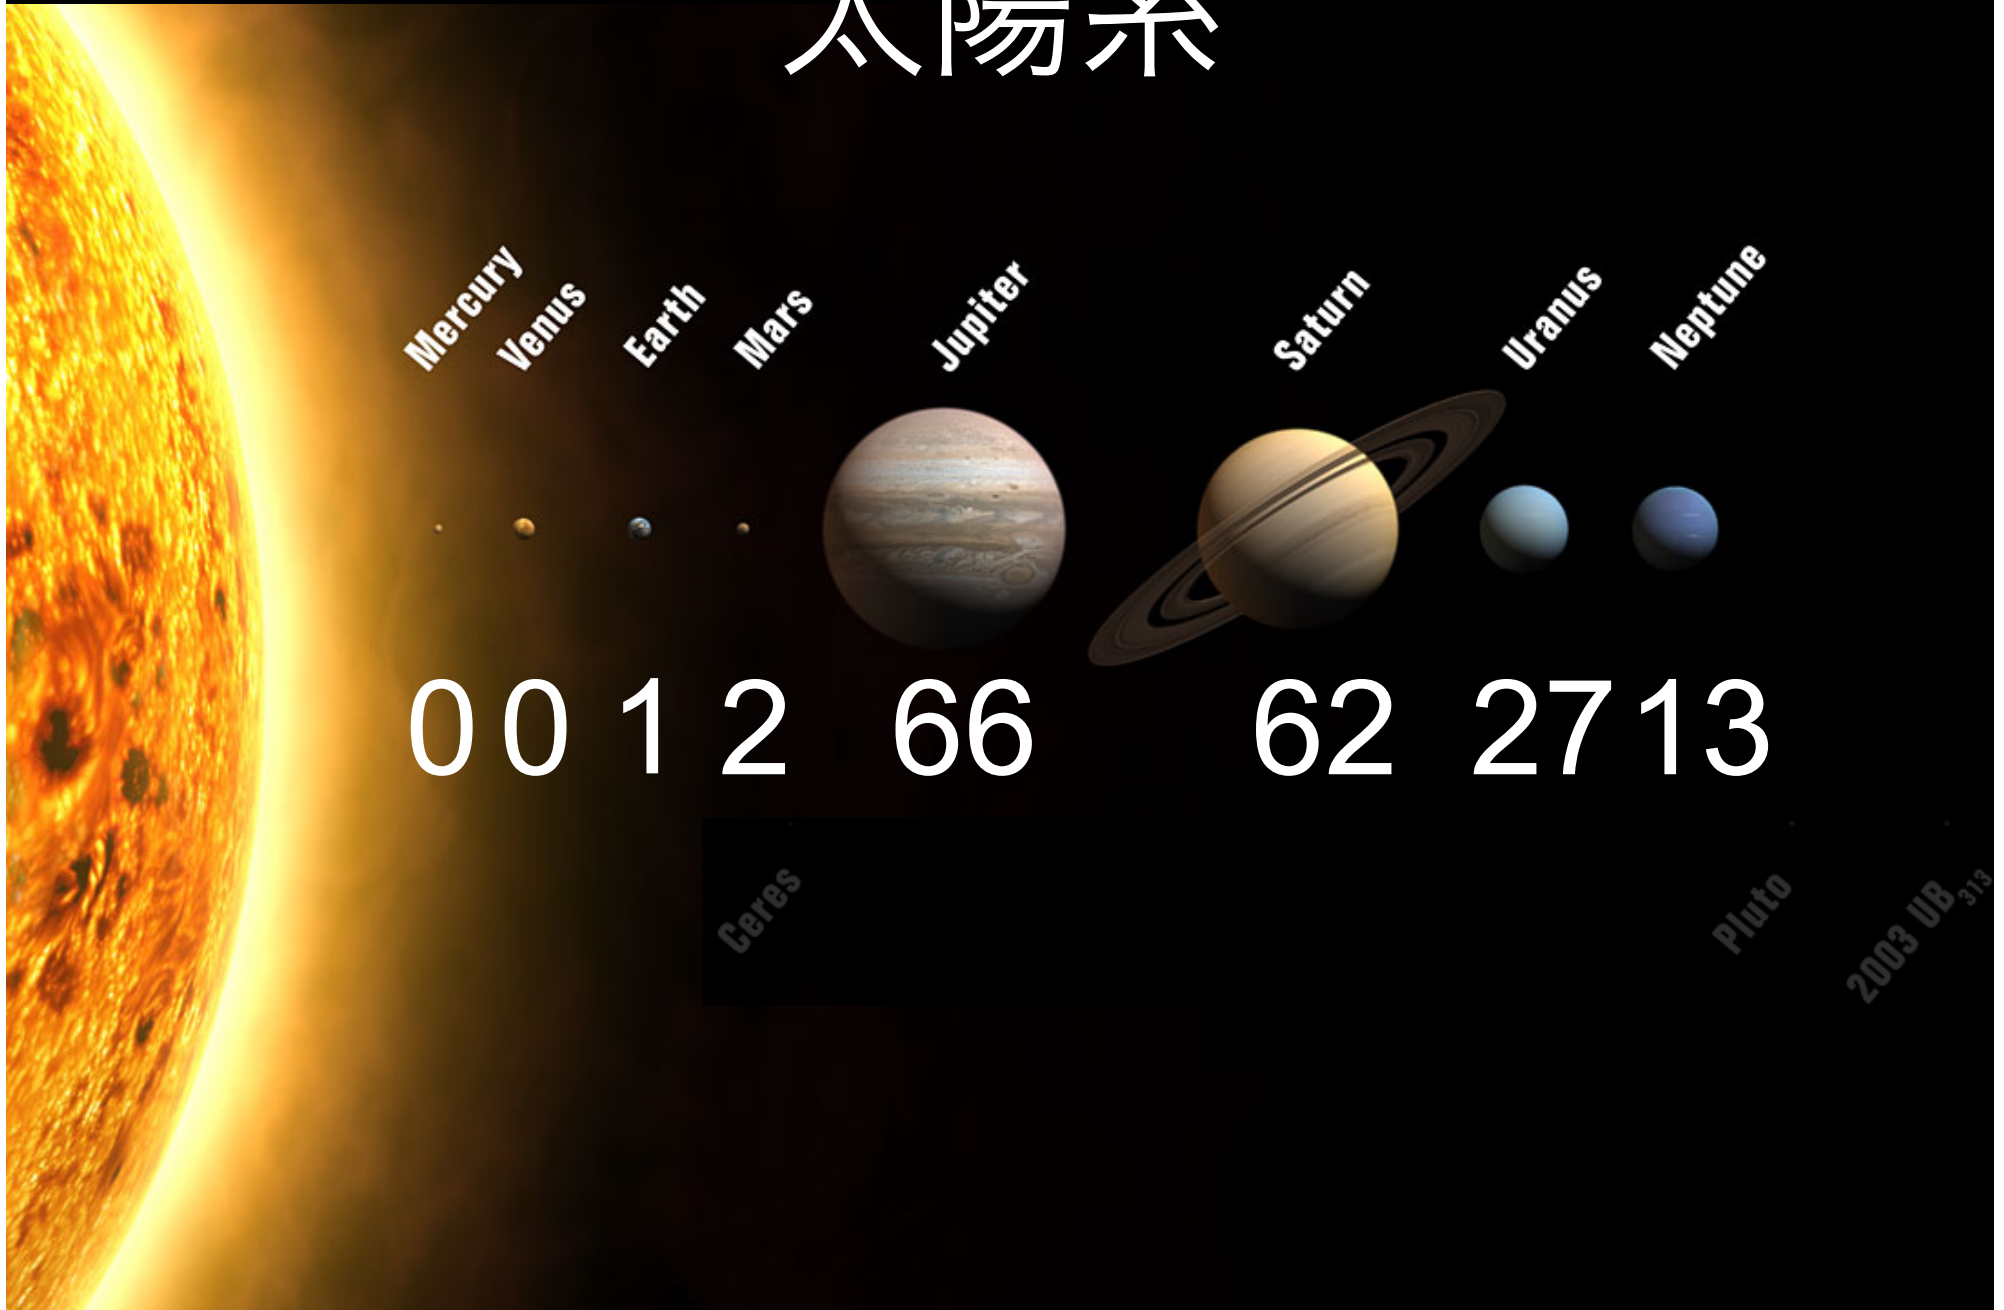 太陽系
Mercury Venus Earth Mars Jupiter Saturn Uranus Neptune
0 0 1 2 66 62 27 13
Ceres Pluto 2003 UB313